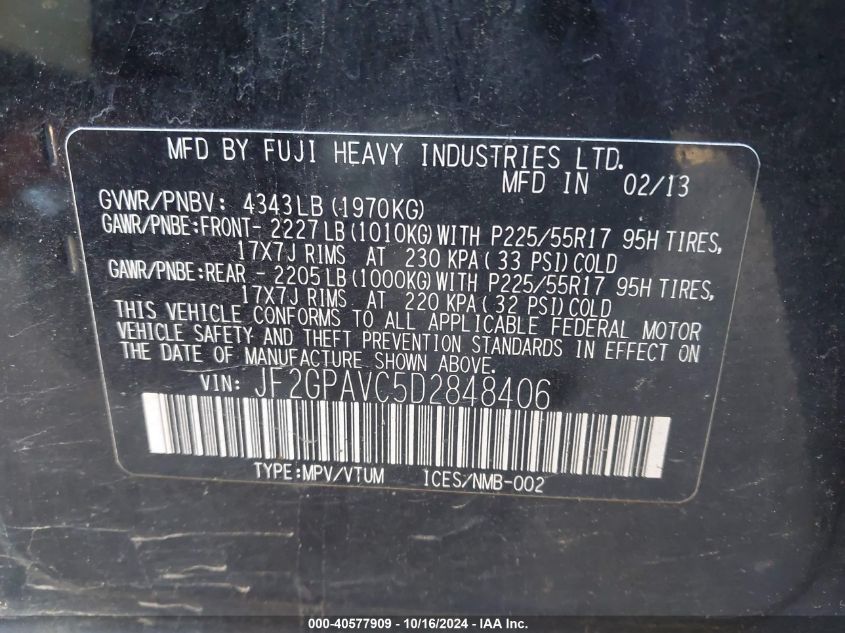 MFD BY FUJI HEAVY INDUSTRIES LTD.
MFD IN 02/13
GVWR/PNBV: 4343LB(1970KG)
GAWR/PNBE:FRONT- 2227LB(1010KG)WITH P225/55R17 95H TIRES,
17X7J RIMS AT 230 KPA( 33 PSI)COLD
GAWR/PNBE:REAR - 2205LB(1000KG)WITH P225/55R17 95H TIRES,
17X7J RIMS AT 220 KPA(32 PSI)COLD
THIS VEHICLE CONFORMS TO ALL APPLICABLE FEDERAL MOTOR
VEHICLE SAFETY AND THEFT PREVENTION STANDARDS IN EFFECT ON
THE DATE OF MANUFACTURE SHOWN ABOVE.
VIN: JF2GPAVC5D2848406
TYPE:MPV/VTUM ICES/NMB-002
000-40577909 - 10/16/2024 - IAA Inc.